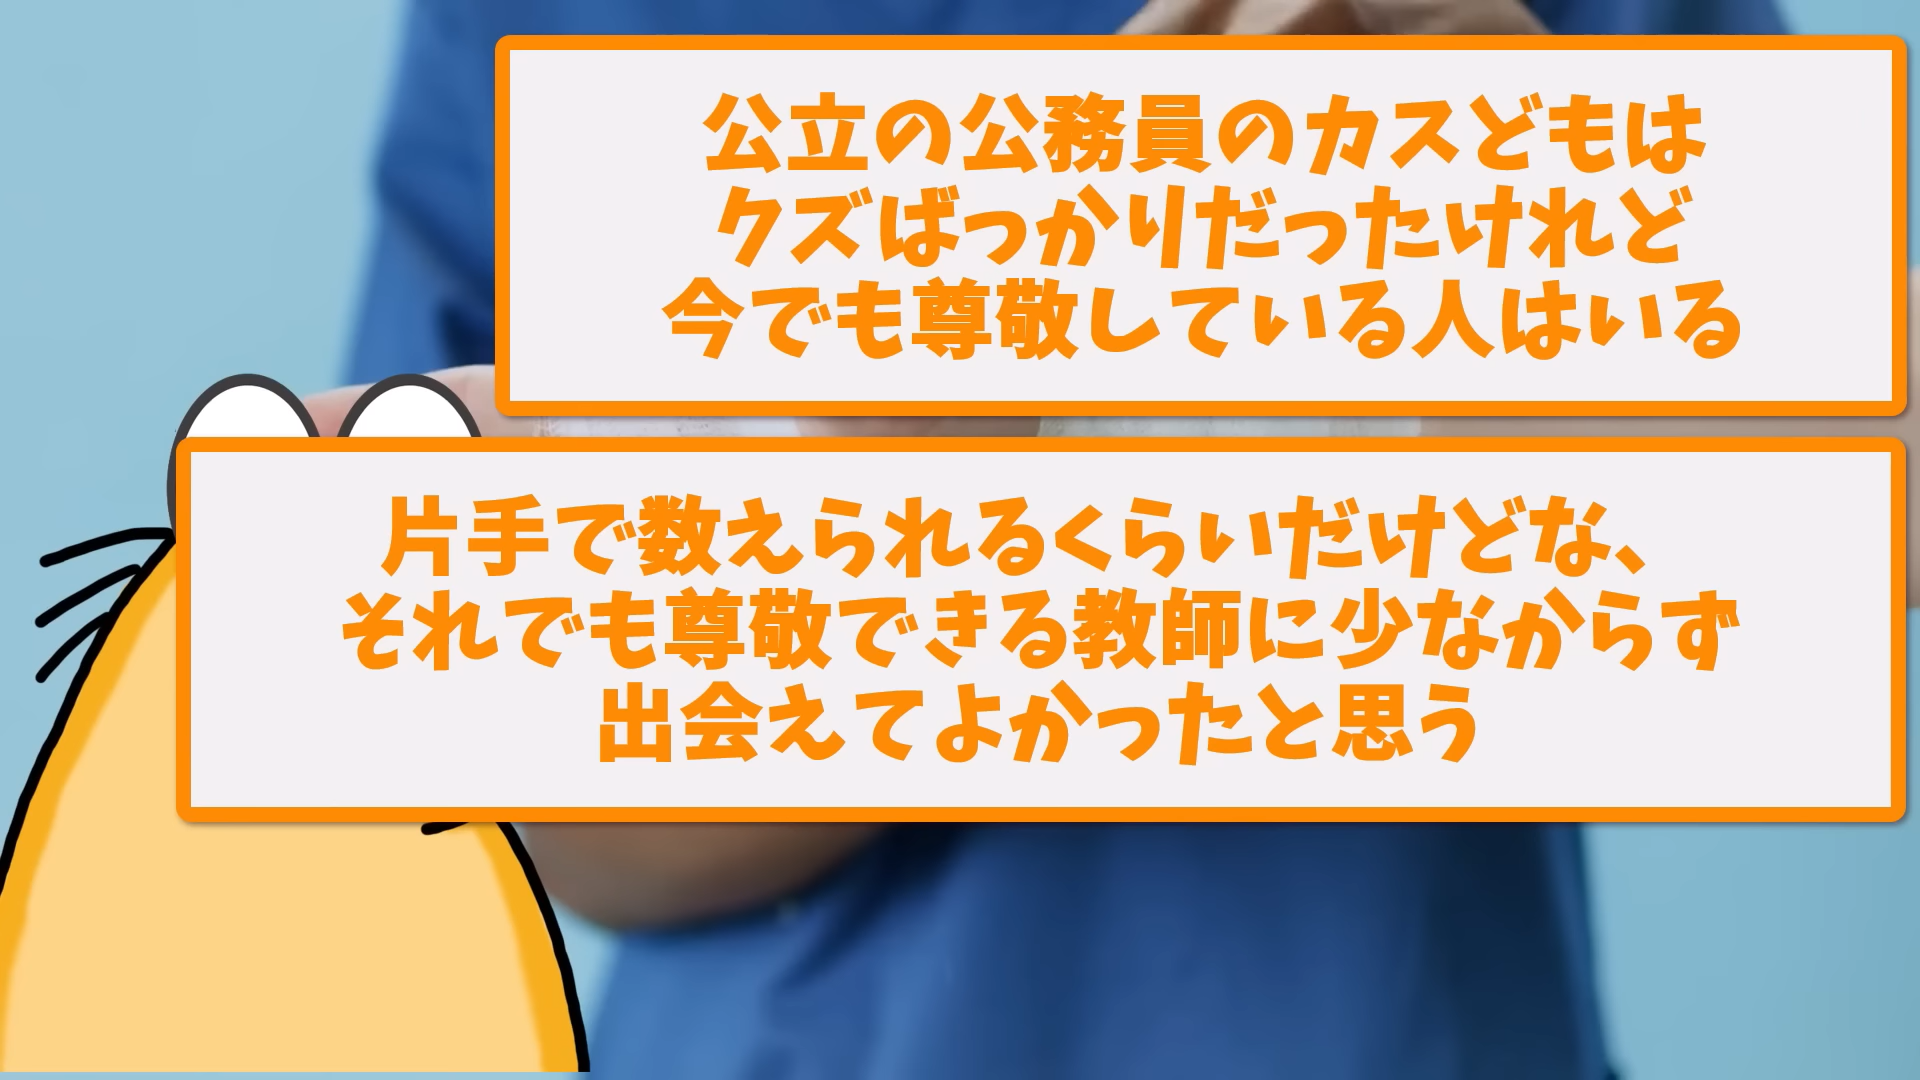 公立の公務員のカスどもは
クズばっかりだったけれど
今でも尊敬している人はいる
片手で数えられるくらいだけどな、
それでも尊敬できる教師に少なからず
出会えてよかったと思う